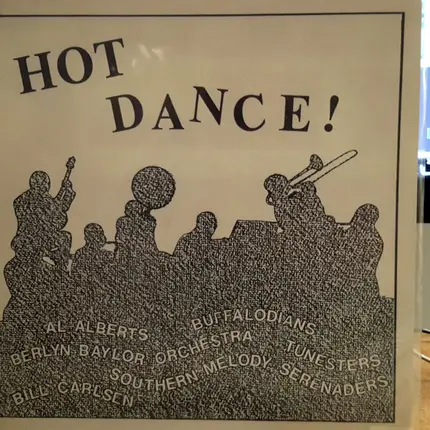 HOT
DANCE!
AL ALBERTS
BUFFALODIANS
BERLYN BAYLOR ORCHESTRA
TUNESTERS
SOUTHERN MELODY SERENADERS
BILL CARLSEN